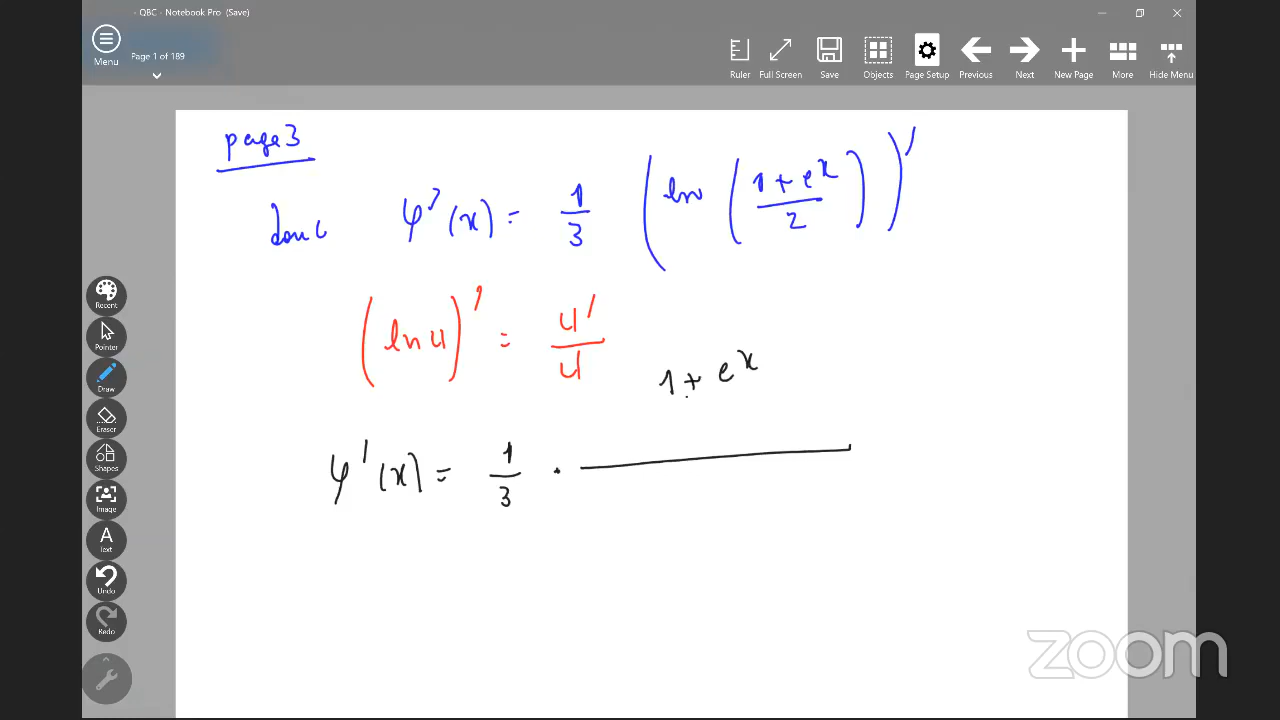 - QBC - Notebook Pro (Save)
Menu
Page 1 of 189
Ruler
Full Screen
Save
Objects
Page Setup
Previous
Next
New Page
More
Hide Menu
Recent
Pointer
Draw
Eraser
Shapes
Image
Text
Undo
Redo
page 3
donc φ'(x) = 1/3 (ln((1+e^x)/2))'
(ln u)' = u'/u
1 + e^x
φ'(x) = 1/3 ·
zoom